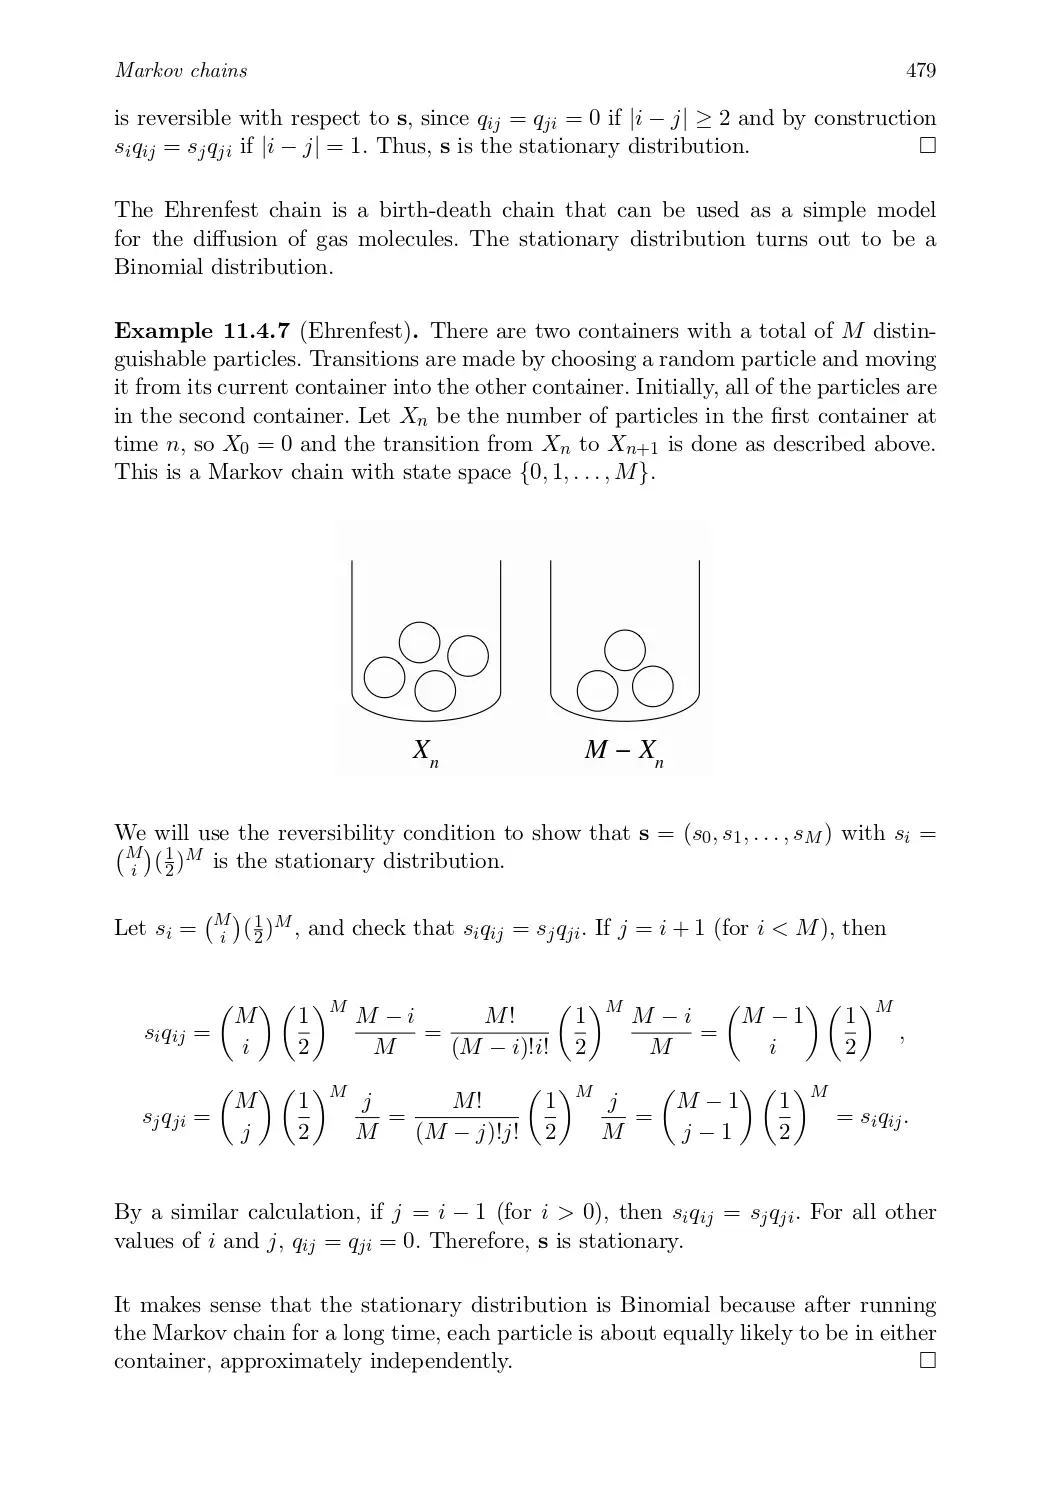 Markov chains 479
is reversible with respect to s, since q_{ij} = q_{ji} = 0 if |i − j| ≥ 2 and by construction
s_i q_{ij} = s_j q_{ji} if |i − j| = 1. Thus, s is the stationary distribution. □
The Ehrenfest chain is a birth-death chain that can be used as a simple model
for the diffusion of gas molecules. The stationary distribution turns out to be a
Binomial distribution.
Example 11.4.7 (Ehrenfest). There are two containers with a total of M distin-
guishable particles. Transitions are made by choosing a random particle and moving
it from its current container into the other container. Initially, all of the particles are
in the second container. Let X_n be the number of particles in the first container at
time n, so X_0 = 0 and the transition from X_n to X_{n+1} is done as described above.
This is a Markov chain with state space {0, 1, . . . , M}.
X_n M − X_n
We will use the reversibility condition to show that s = (s_0, s_1, . . . , s_M) with s_i =
\binom{M}{i}(\frac{1}{2})^M is the stationary distribution.
Let s_i = \binom{M}{i}(\frac{1}{2})^M, and check that s_i q_{ij} = s_j q_{ji}. If j = i + 1 (for i < M), then
s_i q_{ij} = \binom{M}{i} \left(\frac{1}{2}\right)^M \frac{M − i}{M} = \frac{M!}{(M − i)!i!} \left(\frac{1}{2}\right)^M \frac{M − i}{M} = \binom{M − 1}{i} \left(\frac{1}{2}\right)^M ,
s_j q_{ji} = \binom{M}{j} \left(\frac{1}{2}\right)^M \frac{j}{M} = \frac{M!}{(M − j)!j!} \left(\frac{1}{2}\right)^M \frac{j}{M} = \binom{M − 1}{j − 1} \left(\frac{1}{2}\right)^M = s_i q_{ij}.
By a similar calculation, if j = i − 1 (for i > 0), then s_i q_{ij} = s_j q_{ji}. For all other
values of i and j, q_{ij} = q_{ji} = 0. Therefore, s is stationary.
It makes sense that the stationary distribution is Binomial because after running
the Markov chain for a long time, each particle is about equally likely to be in either
container, approximately independently. □